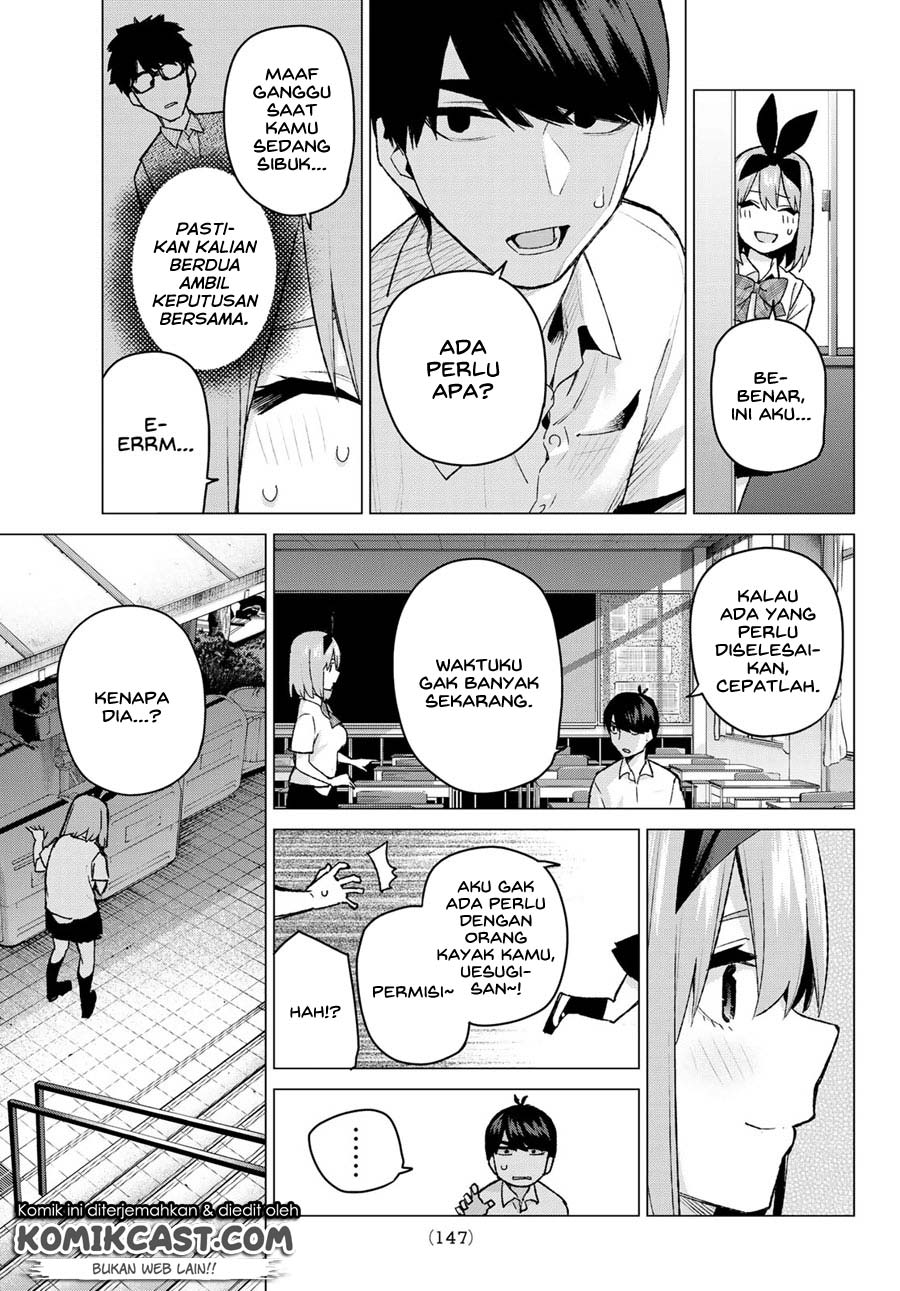 BE-
BENAR,
INI AKU...
ADA
PERLU
APA?
MAAF
GANGGU
SAAT
KAMU
SEDANG
SIBUK...
PASTI-
KAN KALIAN
BERDUA
AMBIL
KEPUTUSAN
BERSAMA.
E-
ERRM...
KALAU
ADA YANG
PERLU
DISELESAI-
KAN,
CEPATLAH.
WAKTUKU
GAK BANYAK
SEKARANG.
AKU GAK
ADA PERLU
DENGAN
ORANG
KAYAK KAMU,
UESUGI-
SAN~!
PERMISI~
HAH!?
......
KENAPA
DIA...?
(147)
Komik ini diterjemahkan & diedit oleh
KOMIKCAST.COM
BUKAN WEB LAIN!!